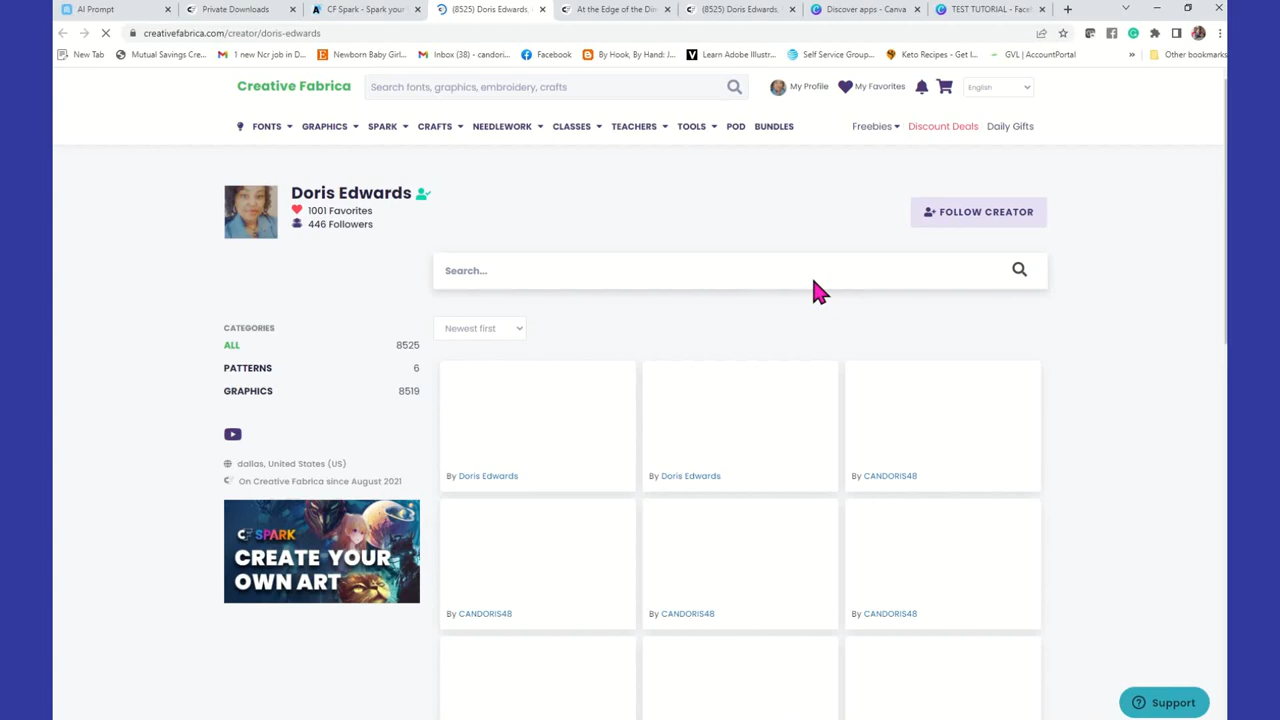 AI Prompt
Private Downloads
CF Spark - Spark your
(8525) Doris Edwards,
At the Edge of the Din
(8525) Doris Edwards,
Discover apps - Canva
TEST TUTORIAL - Face
creativefabrica.com/creator/doris-edwards
New Tab
Mutual Savings Cre...
1 new Ncr job in D...
Newborn Baby Girl...
Inbox (38) - candori...
Facebook
By Hook, By Hand: J...
Learn Adobe Illustr...
Self Service Group...
Keto Recipes - Get I...
GVL | AccountPortal
»
Other bookmarks
Creative Fabrica
Search fonts, graphics, embroidery, crafts
My Profile
My Favorites
English
FONTS
GRAPHICS
SPARK
CRAFTS
NEEDLEWORK
CLASSES
TEACHERS
TOOLS
POD
BUNDLES
Freebies
Discount Deals
Daily Gifts
Doris Edwards
1001 Favorites
446 Followers
FOLLOW CREATOR
Search...
CATEGORIES
Newest first
ALL 8525
PATTERNS 6
GRAPHICS 8519
dallas, United States (US)
On Creative Fabrica since August 2021
By Doris Edwards
By Doris Edwards
By CANDORIS48
CF SPARK
CREATE YOUR
OWN ART
By CANDORIS48
By CANDORIS48
By CANDORIS48
Support